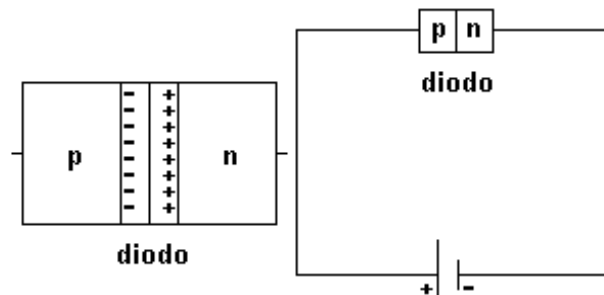 p n
diodo
- +
- +
- +
- +
- +
- +
- +
- +
p n
diodo
+ -